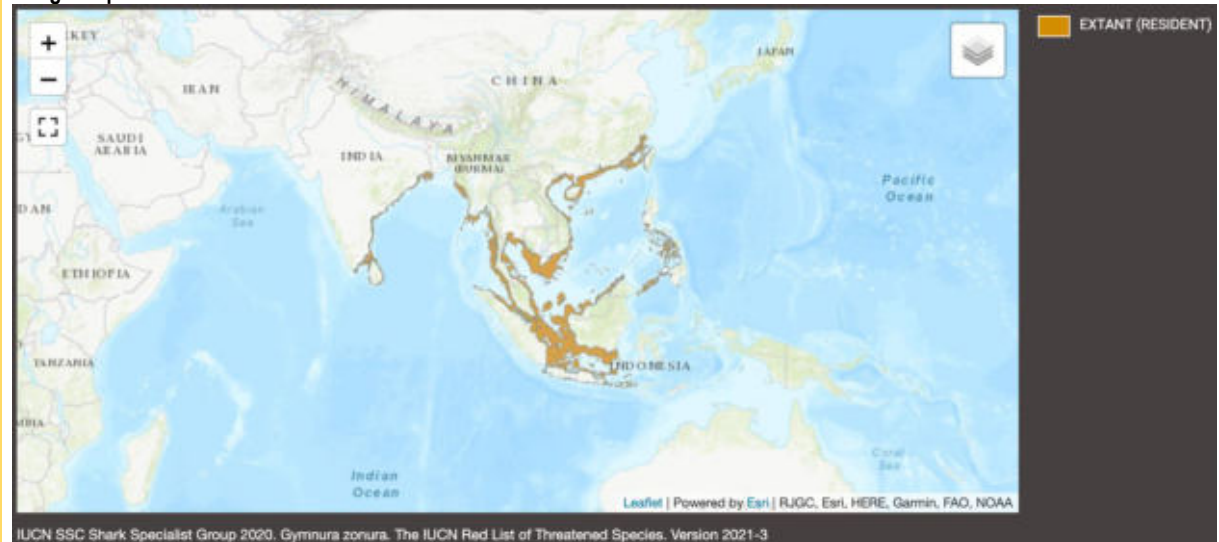 +
EXTANT (RESIDENT)
JAPAN
−
CHINA
IRAN
HIMALAYA
SAUDI
ARABIA
INDIA
MYANMAR
(BURMA)
Pacific
Ocean
Arabian
Sea
ETHIOPIA
TANZANIA
INDONESIA
Coral
Sea
Indian
Ocean
Leaflet | Powered by Esri | RJGC, Esri, HERE, Garmin, FAO, NOAA
IUCN SSC Shark Specialist Group 2020. Gymnura zonura. The IUCN Red List of Threatened Species. Version 2021-3